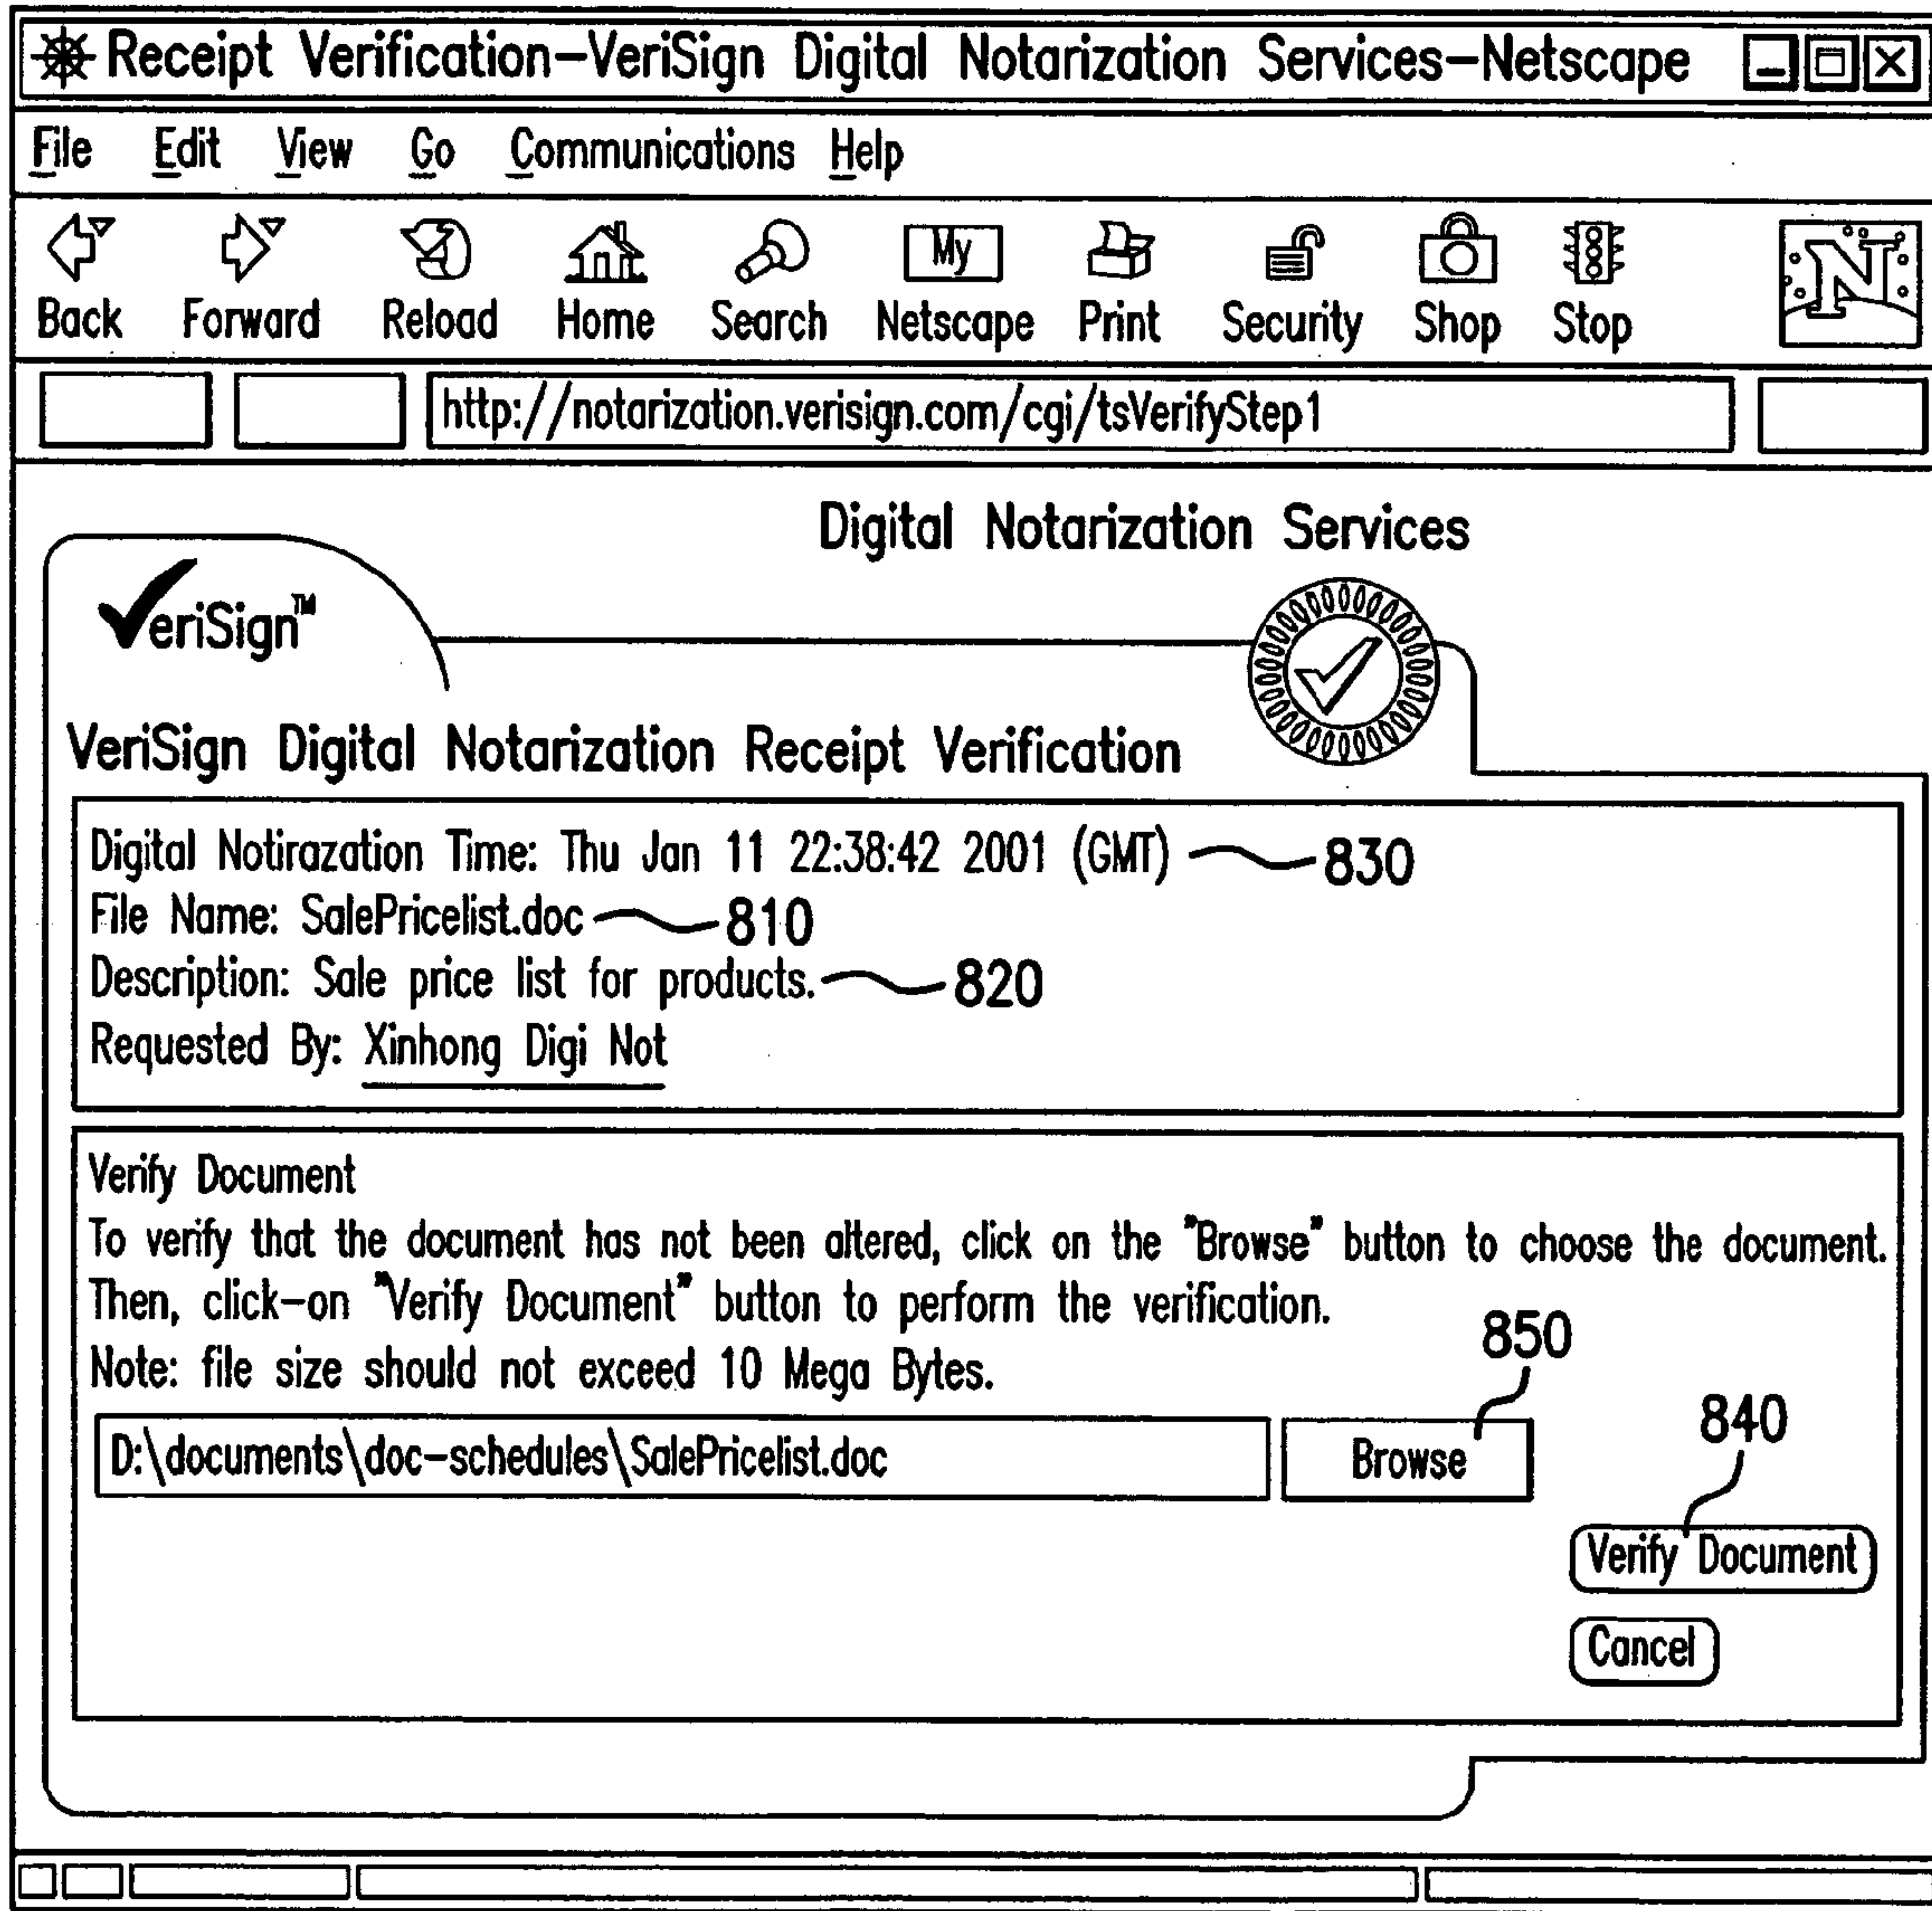 Receipt Verification–VeriSign Digital Notarization Services–Netscape
File Edit View Go Communications Help
My
N
Back Forward Reload Home Search Netscape Print Security Shop Stop
http://notarization.verisign.com/cgi/tsVerifyStep1
Digital Notarization Services
VeriSign™
VeriSign Digital Notarization Receipt Verification
Digital Notirazation Time: Thu Jan 11 22:38:42 2001 (GMT) 830
File Name: SalePricelist.doc 810
Description: Sale price list for products. 820
Requested By: Xinhong Digi Not
Verify Document
To verify that the document has not been altered, click on the "Browse" button to choose the document.
Then, click–on "Verify Document" button to perform the verification.
Note: file size should not exceed 10 Mega Bytes.
850
D:\documents\doc–schedules\SalePricelist.doc Browse
840
Verify Document
Cancel